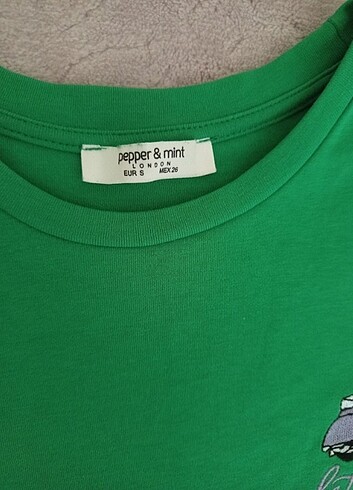 pepper & mint
LONDON
EUR S MEX 26